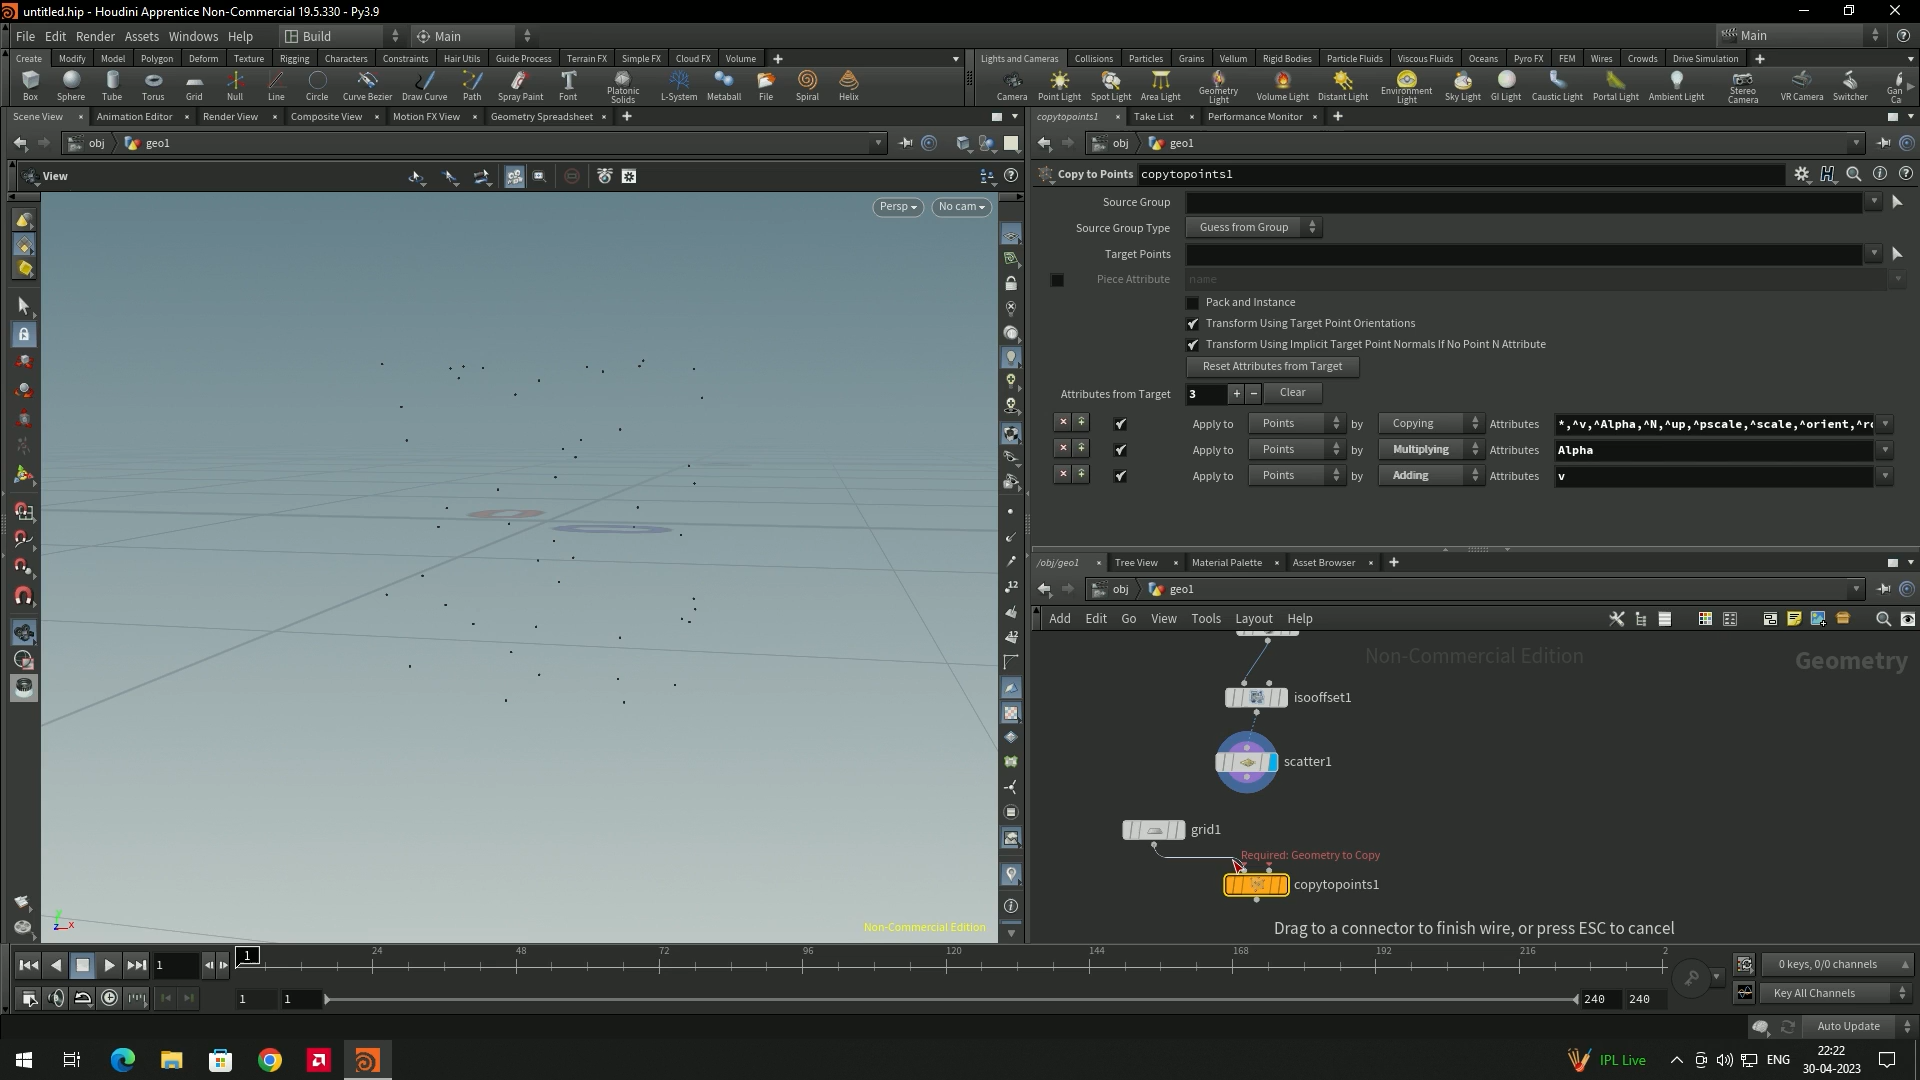 untitled.hip - Houdini Apprentice Non-Commercial 19.5.330 - Py3.9
File Edit Render Assets Windows Help Build Main Main
Create Modify Model Polygon Deform Texture Rigging Characters Constraints Hair Utils Guide Process Terrain FX Simple FX Cloud FX Volume
Lights and Cameras Collisions Particles Grains Vellum Rigid Bodies Particle Fluids Viscous Fluids Oceans Pyro FX FEM Wires Crowds Drive Simulation
Box Sphere Tube Torus Grid Null Line Circle Curve Bezier Draw Curve Path Spray Paint Font Platonic Solids L-System Metaball File Spiral Helix
Camera Point Light Spot Light Area Light Geometry Light Volume Light Distant Light Environment Light Sky Light GI Light Caustic Light Portal Light Ambient Light Stereo Camera VR Camera Switcher Gan Ca
Scene View Animation Editor Render View Composite View Motion FX View Geometry Spreadsheet
copytopoints1 Take List Performance Monitor
obj geo1
obj geo1
View
Persp No cam
Copy to Points copytopoints1
Source Group
Source Group Type Guess from Group
Target Points
Piece Attribute name
Pack and Instance
Transform Using Target Point Orientations
Transform Using Implicit Target Point Normals If No Point N Attribute
Reset Attributes from Target
Attributes from Target 3 + - Clear
Apply to Points by Copying Attributes *,^v,^Alpha,^N,^up,^pscale,^scale,^orient,^ro
Apply to Points by Multiplying Attributes Alpha
Apply to Points by Adding Attributes v
/obj/geo1 Tree View Material Palette Asset Browser
obj geo1
Add Edit Go View Tools Layout Help
Non-Commercial Edition Geometry
isooffset1
scatter1
grid1
Required: Geometry to Copy
copytopoints1
Drag to a connector to finish wire, or press ESC to cancel
12
12
y
z x
Non-Commercial Edition
1 1 24 48 72 96 120 144 168 192 216 2
0 keys, 0/0 channels
1 1 240 240 Key All Channels
Auto Update
IPL Live ENG 22:22
30-04-2023